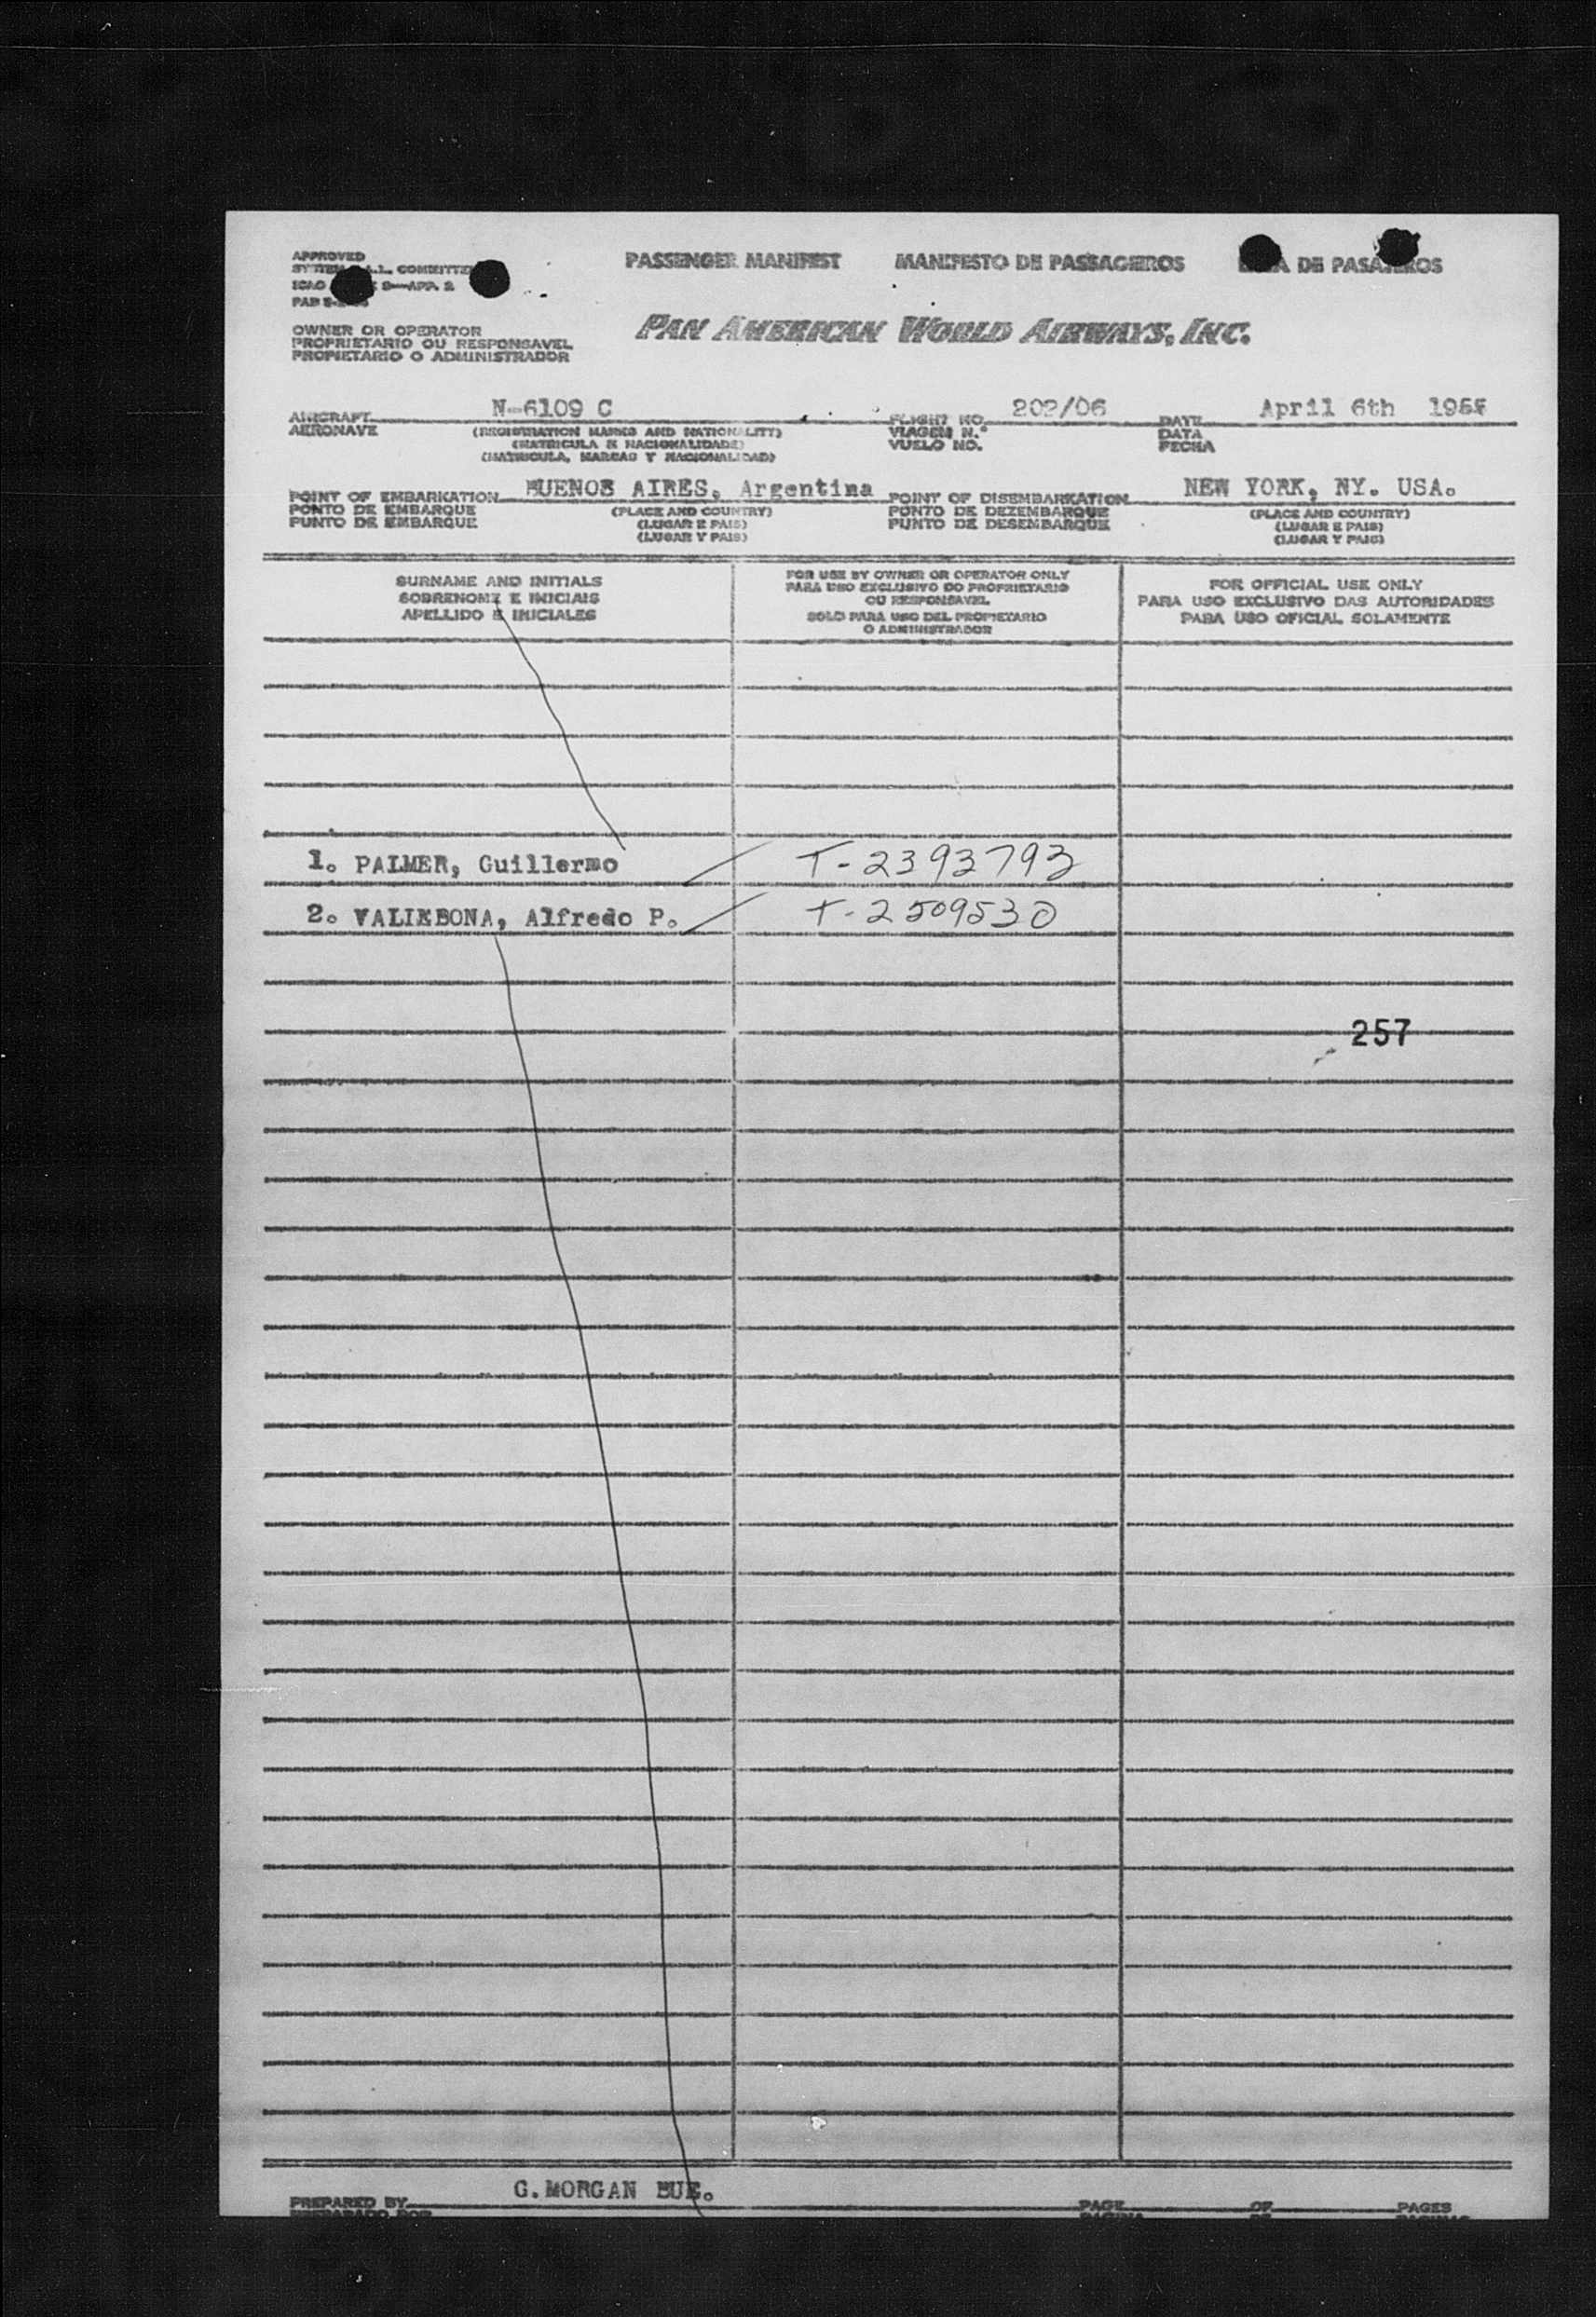 APPROVED
COMMITTEE
PASSENGER MANIFEST MANIFESTO DE PASSAGEIROS DE PASAJEROS
OWNER OR OPERATOR
PROPRIETARIO OU RESPONSAVEL
PROPIETARIO O ADMINISTRADOR
PAN AMERICAN WORLD AIRWAYS, INC.
AIRCRAFT N-6109 C FLIGHT NO. 202/06 DATE April 6th
AERONAVE (REGISTRATION MARKS AND NATIONALITY) VIAGEM N.º DATA
(MATRICULA E NACIONALIDADE) VUELO NO. FECHA
(MATRICULA, MARCAS Y NACIONALIDAD)
POINT OF EMBARKATION BUENOS AIRES, Argentina POINT OF DISEMBARKATION NEW YORK, NY. USA.
PONTO DE EMBARQUE (PLACE AND COUNTRY) PONTO DE DEZEMBARQUE (PLACE AND COUNTRY)
PUNTO DE EMBARQUE (LUGAR E PAIS) PUNTO DE DESEMBARQUE (LUGAR E PAIS)
(LUGAR Y PAIS) (LUGAR Y PAIS)
SURNAME AND INITIALS
SOBRENOME E INICIAIS
APELLIDO E INICIALES
FOR USE BY OWNER OR OPERATOR ONLY
PARA USO EXCLUSIVO DO PROPRIETARIO
OU RESPONSAVEL
SOLO PARA USO DEL PROPIETARIO
O ADMINISTRADOR
FOR OFFICIAL USE ONLY
PARA USO EXCLUSIVO DAS AUTORIDADES
PARA USO OFICIAL SOLAMENTE
1. PALMER, Guillermo T-2393793
2. VALIEBONA, Alfredo P. T-2509530
257
G.MORGAN BUE.
PREPARED BY PAGE OF PAGES